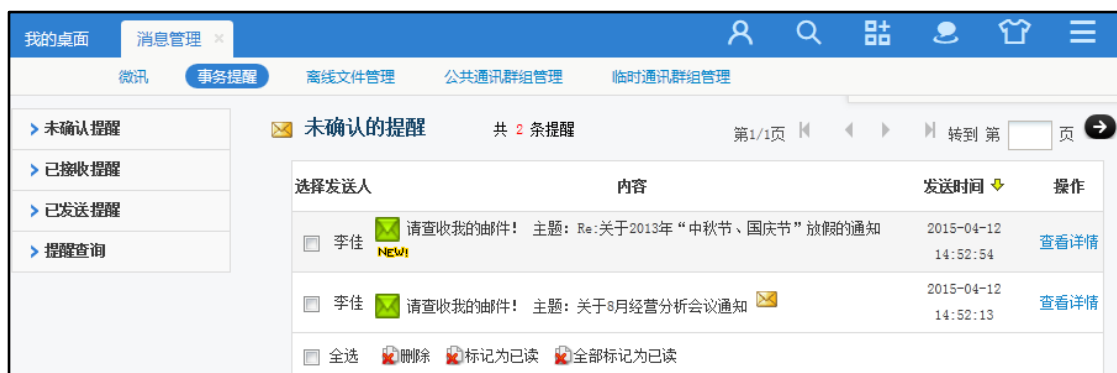 我的桌面 消息管理 ×
微讯 事务提醒 离线文件管理 公共通讯群组管理 临时通讯群组管理
未确认提醒
已接收提醒
已发送提醒
提醒查询
未确认的提醒 共 2 条提醒 第1/1页 转到 第 页
选择发送人 内容 发送时间 操作
李佳 请查收我的邮件! 主题: Re:关于2013年“中秋节、国庆节”放假的通知 2015-04-12 查看详情
NEW! 14:52:54
李佳 请查收我的邮件! 主题: 关于8月经营分析会议通知 2015-04-12 查看详情
14:52:13
全选 删除 标记为已读 全部标记为已读